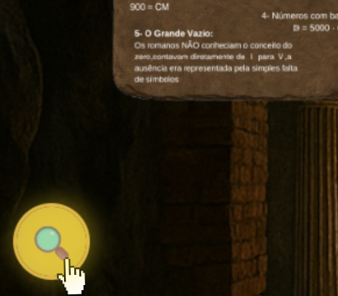 900 = CM
4- Números com ba
D = 5000 -
5- O Grande Vazio:
Os romanos NÃO conheciam o conceito do
zero,contavam diretamente de I para V ,a
ausência era representada pela simples falta
de símbolos